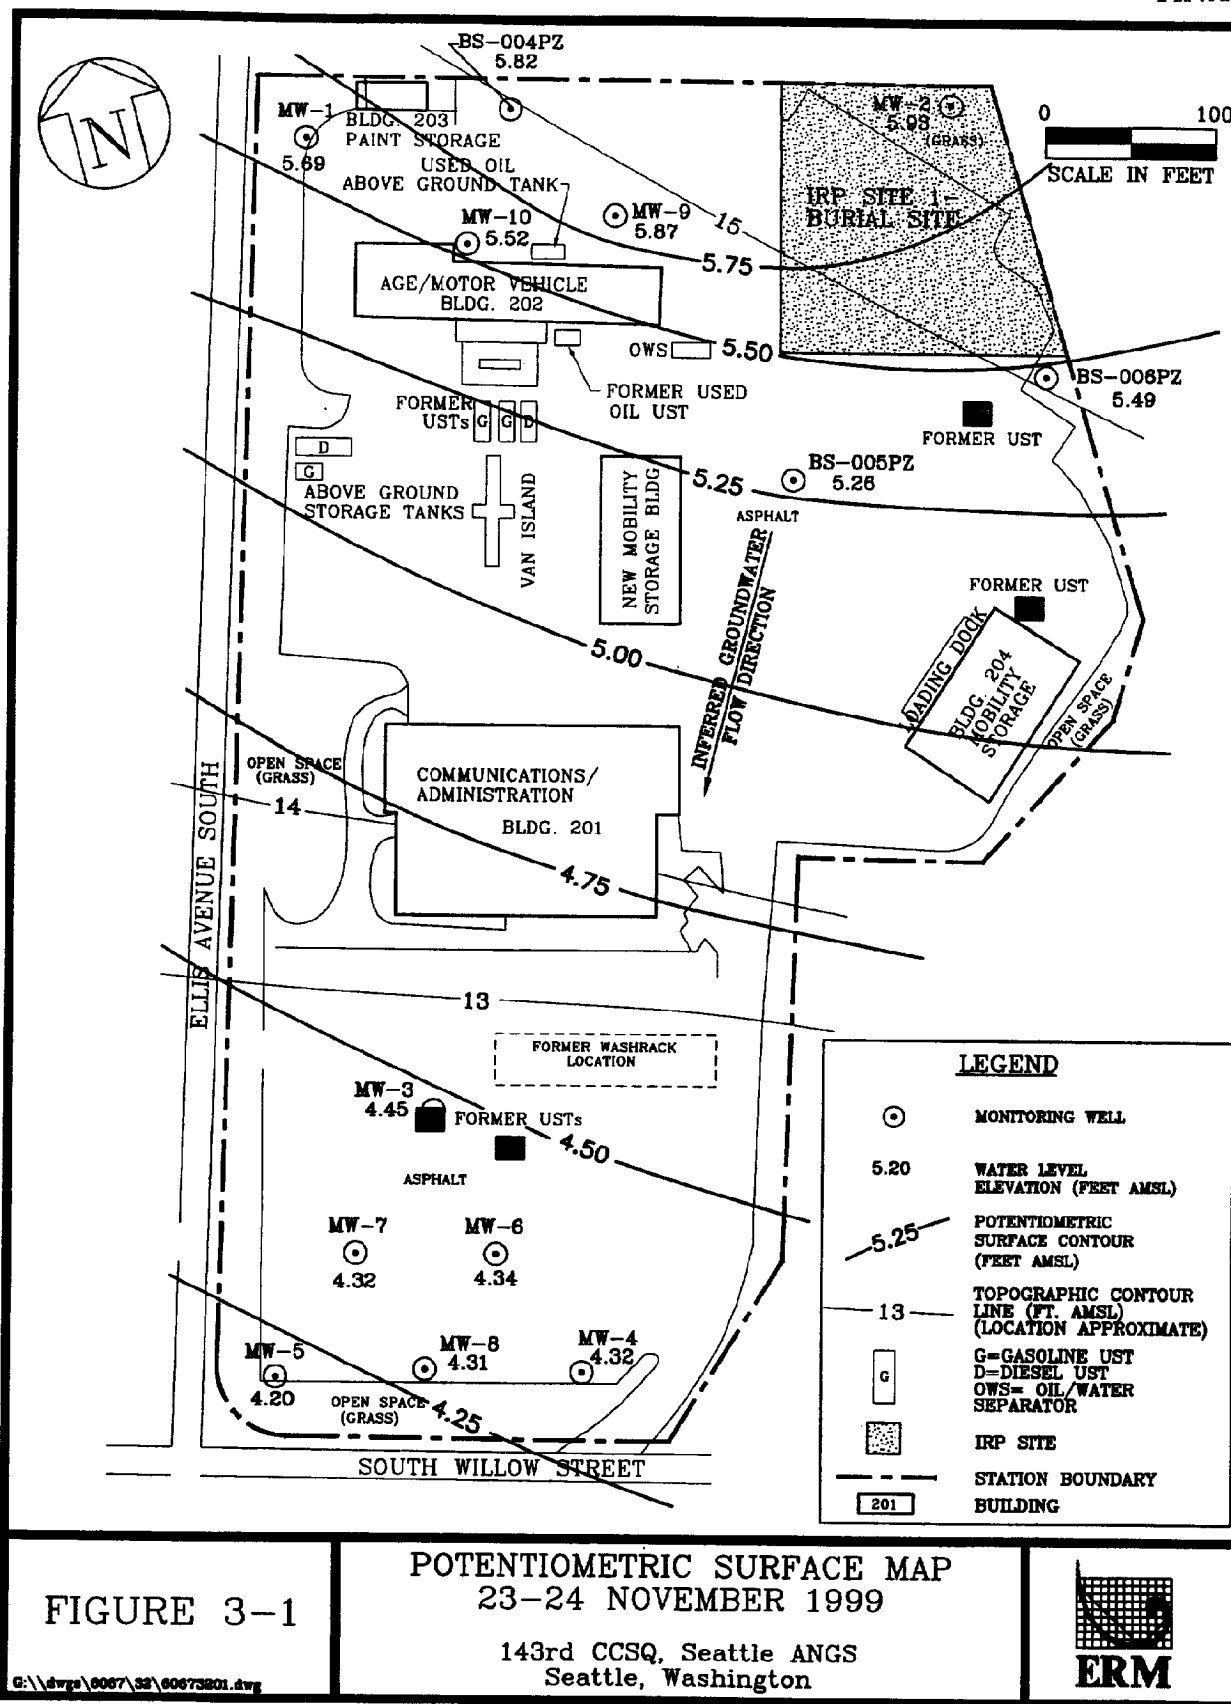 BS-004PZ
5.82
N
MW-1
5.69
BLDG. 203
PAINT STORAGE
USED OIL
ABOVE GROUND TANK
MW-2
5.93
(GRASS)
0 100
SCALE IN FEET
IRP SITE 1-
BURIAL SITE
MW-10
5.52
MW-9
5.87
15
5.75
AGE/MOTOR VEHICLE
BLDG. 202
OWS
5.50
FORMER USED
OIL UST
BS-006PZ
5.49
FORMER
USTs
G G D
FORMER UST
D
G
ABOVE GROUND
STORAGE TANKS
VAN ISLAND
NEW MOBILITY
STORAGE BLDG
5.25
BS-005PZ
5.26
ASPHALT
INFERRED GROUNDWATER
FLOW DIRECTION
FORMER UST
LOADING DOCK
BLDG. 204
MOBILITY
STORAGE
OPEN SPACE
(GRASS)
5.00
OPEN SPACE
(GRASS)
14
COMMUNICATIONS/
ADMINISTRATION
BLDG. 201
4.75
ELLIS AVENUE SOUTH
13
FORMER WASHRACK
LOCATION
MW-3
4.45
FORMER USTs
4.50
ASPHALT
MW-7
4.32
MW-6
4.34
MW-5
4.20
MW-8
4.31
MW-4
4.32
OPEN SPACE
(GRASS)
4.25
SOUTH WILLOW STREET
LEGEND
MONITORING WELL
5.20 WATER LEVEL
ELEVATION (FEET AMSL)
5.25 POTENTIOMETRIC
SURFACE CONTOUR
(FEET AMSL)
13 TOPOGRAPHIC CONTOUR
LINE (FT. AMSL)
(LOCATION APPROXIMATE)
G G=GASOLINE UST
D=DIESEL UST
OWS= OIL/WATER
SEPARATOR
IRP SITE
STATION BOUNDARY
201 BUILDING
FIGURE 3-1
G:\\dwgs\6067\32\60673201.dwg
POTENTIOMETRIC SURFACE MAP
23-24 NOVEMBER 1999
143rd CCSQ, Seattle ANGS
Seattle, Washington
ERM